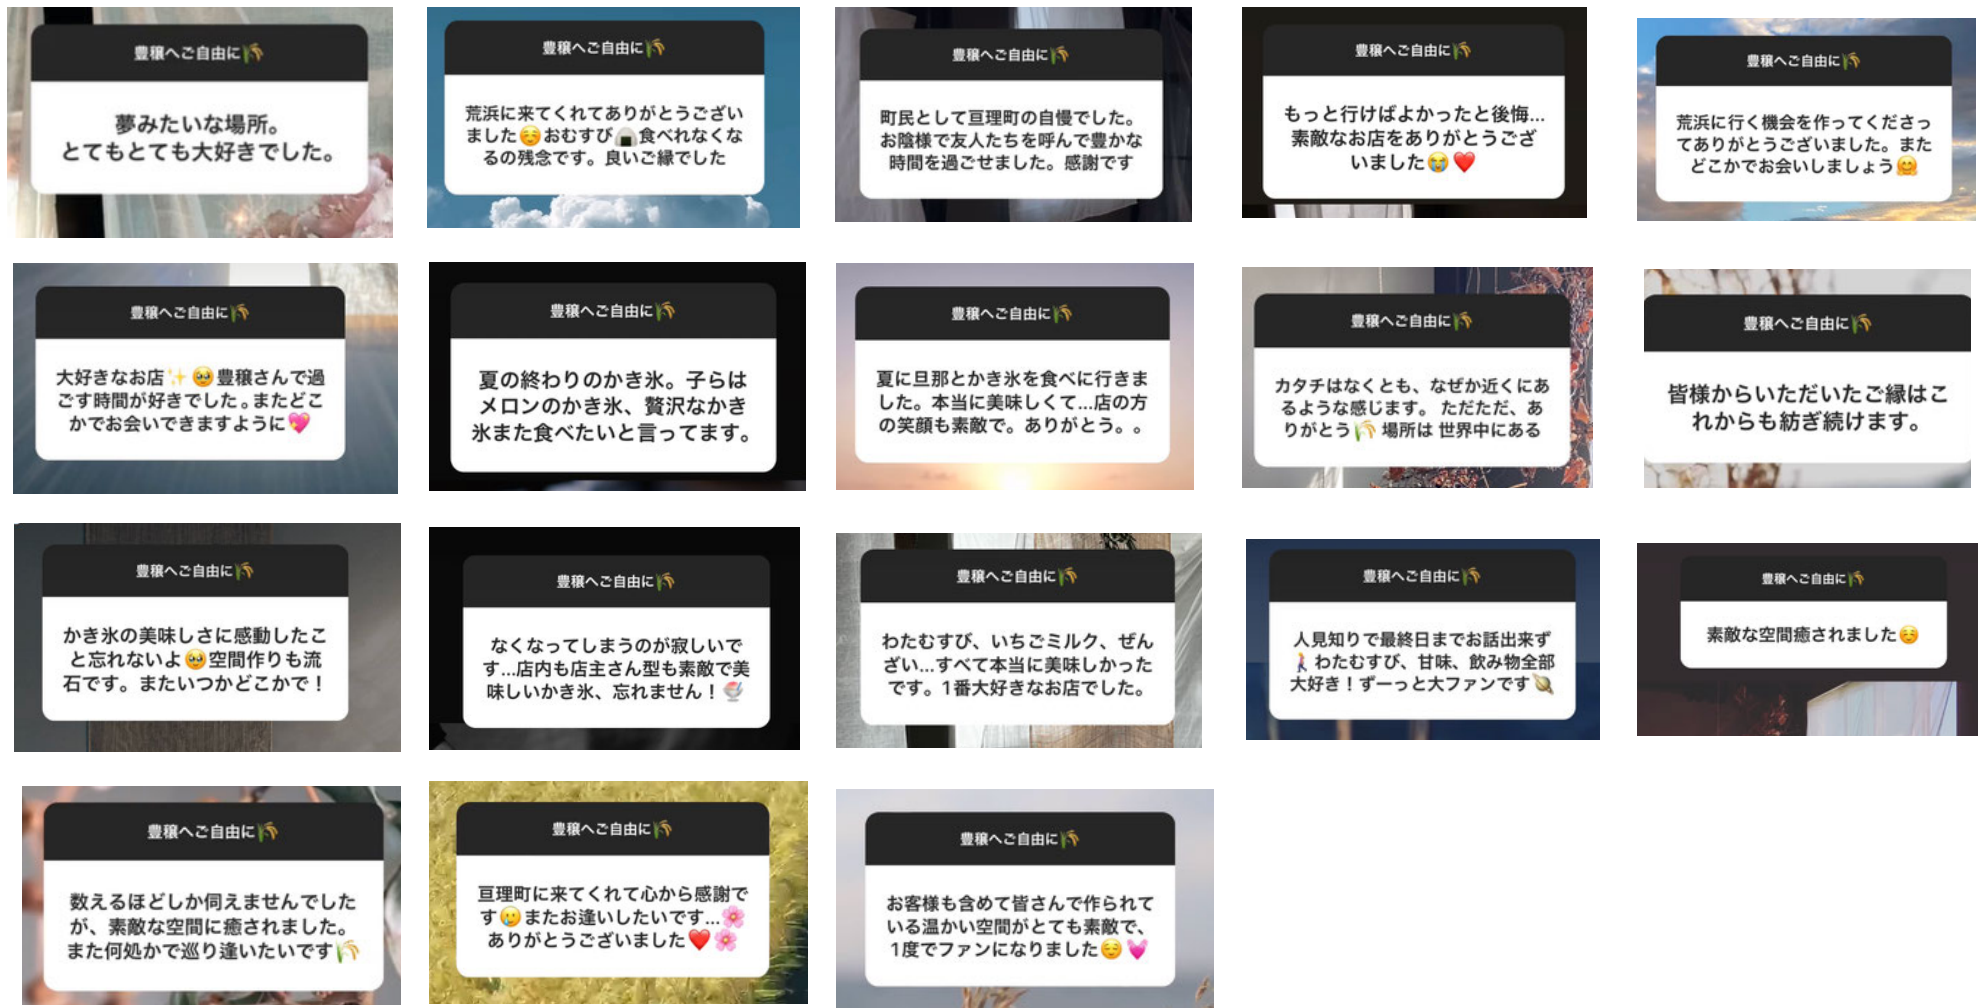 豊穣へご自由に🌾
夢みたいな場所。
とてもとても大好きでした。
豊穣へご自由に🌾
荒浜に来てくれてありがとうござい
ました☺️おむすび🍙食べれなくな
るの残念です。良いご縁でした
豊穣へご自由に🌾
町民として亘理町の自慢でした。
お陰様で友人たちを呼んで豊かな
時間を過ごせました。感謝です
豊穣へご自由に🌾
もっと行けばよかったと後悔...
素敵なお店をありがとうござ
いました😭❤️
豊穣へご自由に🌾
荒浜に行く機会を作ってくださっ
てありがとうございました。また
どこかでお会いしましょう🤗
豊穣へご自由に🌾
大好きなお店✨🥹豊穣さんで過
ごす時間が好きでした。またどこ
かでお会いできますように💖
豊穣へご自由に🌾
夏の終わりのかき氷。子らは
メロンのかき氷、贅沢なかき
氷また食べたいと言ってます。
豊穣へご自由に🌾
夏に旦那とかき氷を食べに行きま
した。本当に美味しくて...店の方
の笑顔も素敵で。ありがとう。。
豊穣へご自由に🌾
カタチはなくとも、なぜか近くにあ
るような感じます。 ただただ、あ
りがとう🌾 場所は 世界中にある
豊穣へご自由に🌾
皆様からいただいたご縁はこ
れからも紡ぎ続けます。
豊穣へご自由に🌾
かき氷の美味しさに感動したこ
と忘れないよ🥹空間作りも流
石です。またいつかどこかで！
豊穣へご自由に🌾
なくなってしまうのが寂しいで
す...店内も店主さん型も素敵で美
味しいかき氷、忘れません！🍧
豊穣へご自由に🌾
わたむすび、いちごミルク、ぜん
ざい...すべて本当に美味しかった
です。1番大好きなお店でした。
豊穣へご自由に🌾
人見知りで最終日までお話出来ず
🚶わたむすび、甘味、飲み物全部
大好き！ずーっと大ファンです🪐
豊穣へご自由に🌾
素敵な空間癒されました☺️
豊穣へご自由に🌾
数えるほどしか伺えませんでした
が、素敵な空間に癒されました。
また何処かで巡り逢いたいです🌾
豊穣へご自由に🌾
亘理町に来てくれて心から感謝で
す🥲またお逢いしたいです...🌸
ありがとうございました❤️🌸
豊穣へご自由に🌾
お客様も含めて皆さんで作られて
いる温かい空間がとても素敵で、
1度でファンになりました☺️💓